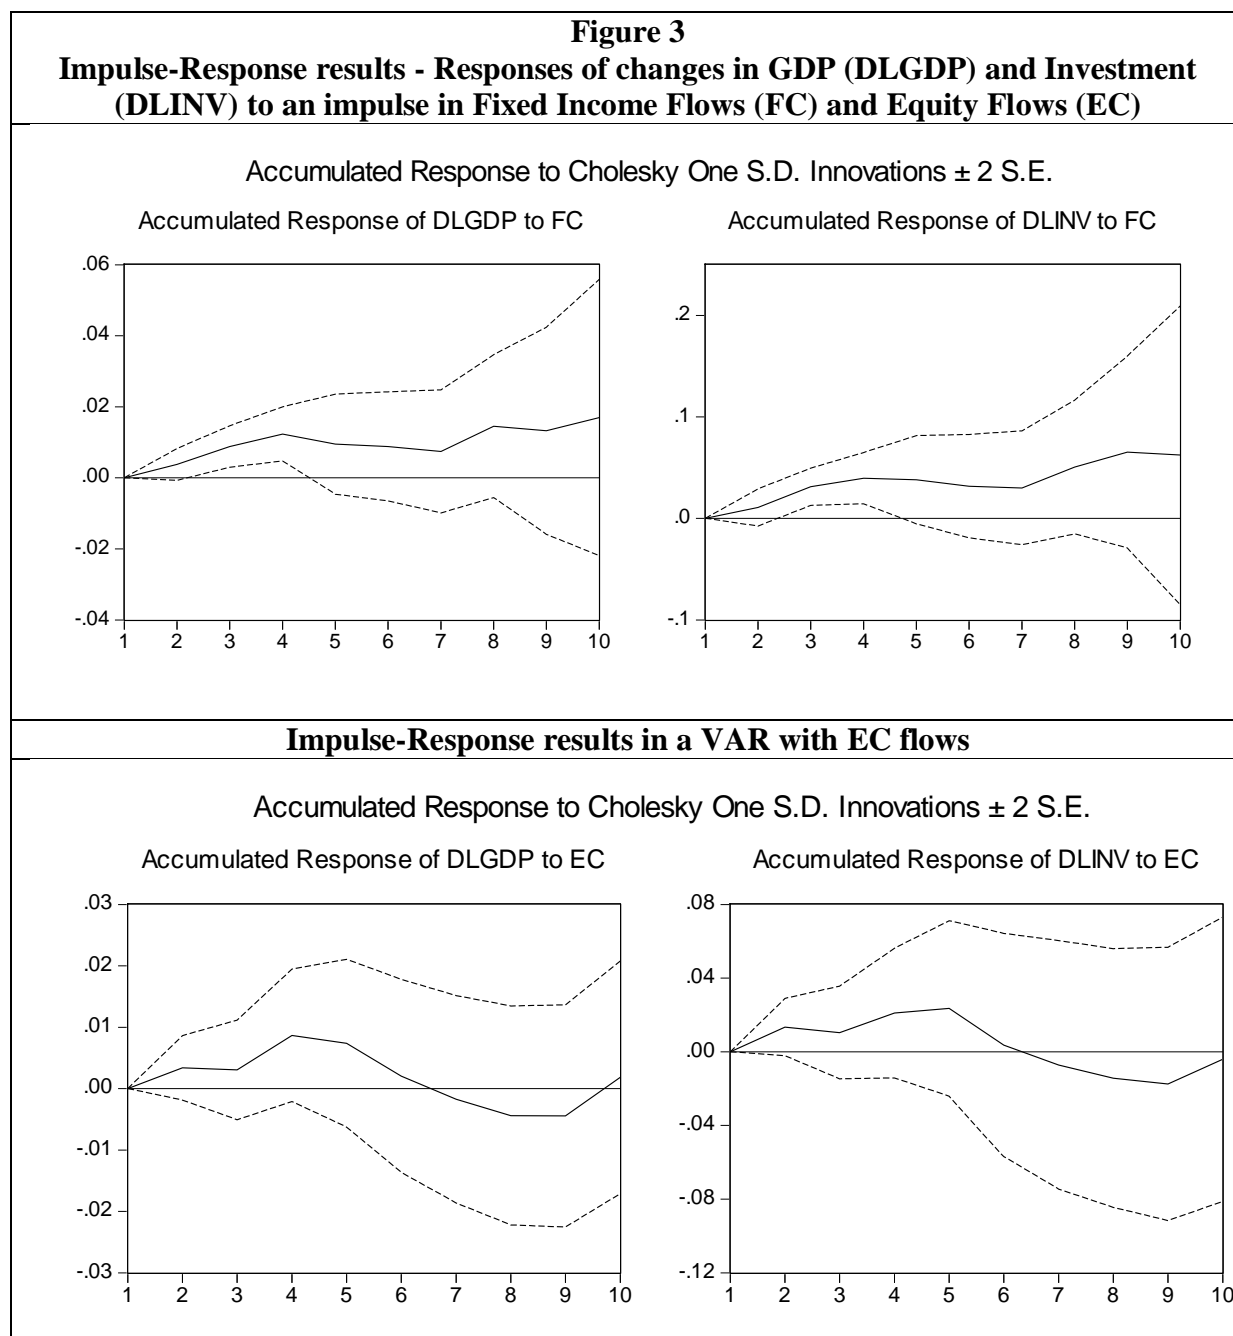 Figure 3
Impulse-Response results - Responses of changes in GDP (DLGDP) and Investment
(DLINV) to an impulse in Fixed Income Flows (FC) and Equity Flows (EC)
Accumulated Response to Cholesky One S.D. Innovations ± 2 S.E.
Accumulated Response of DLGDP to FC
.06
.04
.02
.00
-.02
-.04
1 2 3 4 5 6 7 8 9 10
Accumulated Response of DLINV to FC
.2
.1
.0
-.1
1 2 3 4 5 6 7 8 9 10
Impulse-Response results in a VAR with EC flows
Accumulated Response to Cholesky One S.D. Innovations ± 2 S.E.
Accumulated Response of DLGDP to EC
.03
.02
.01
.00
-.01
-.02
-.03
1 2 3 4 5 6 7 8 9 10
Accumulated Response of DLINV to EC
.08
.04
.00
-.04
-.08
-.12
1 2 3 4 5 6 7 8 9 10